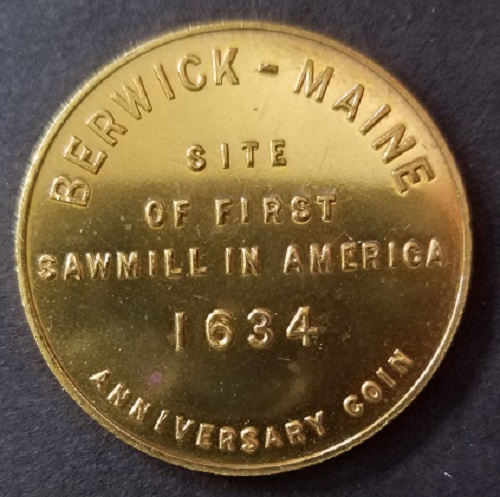 BERWICK - MAINE
SITE
OF FIRST
SAWMILL IN AMERICA
1634
ANNIVERSARY COIN